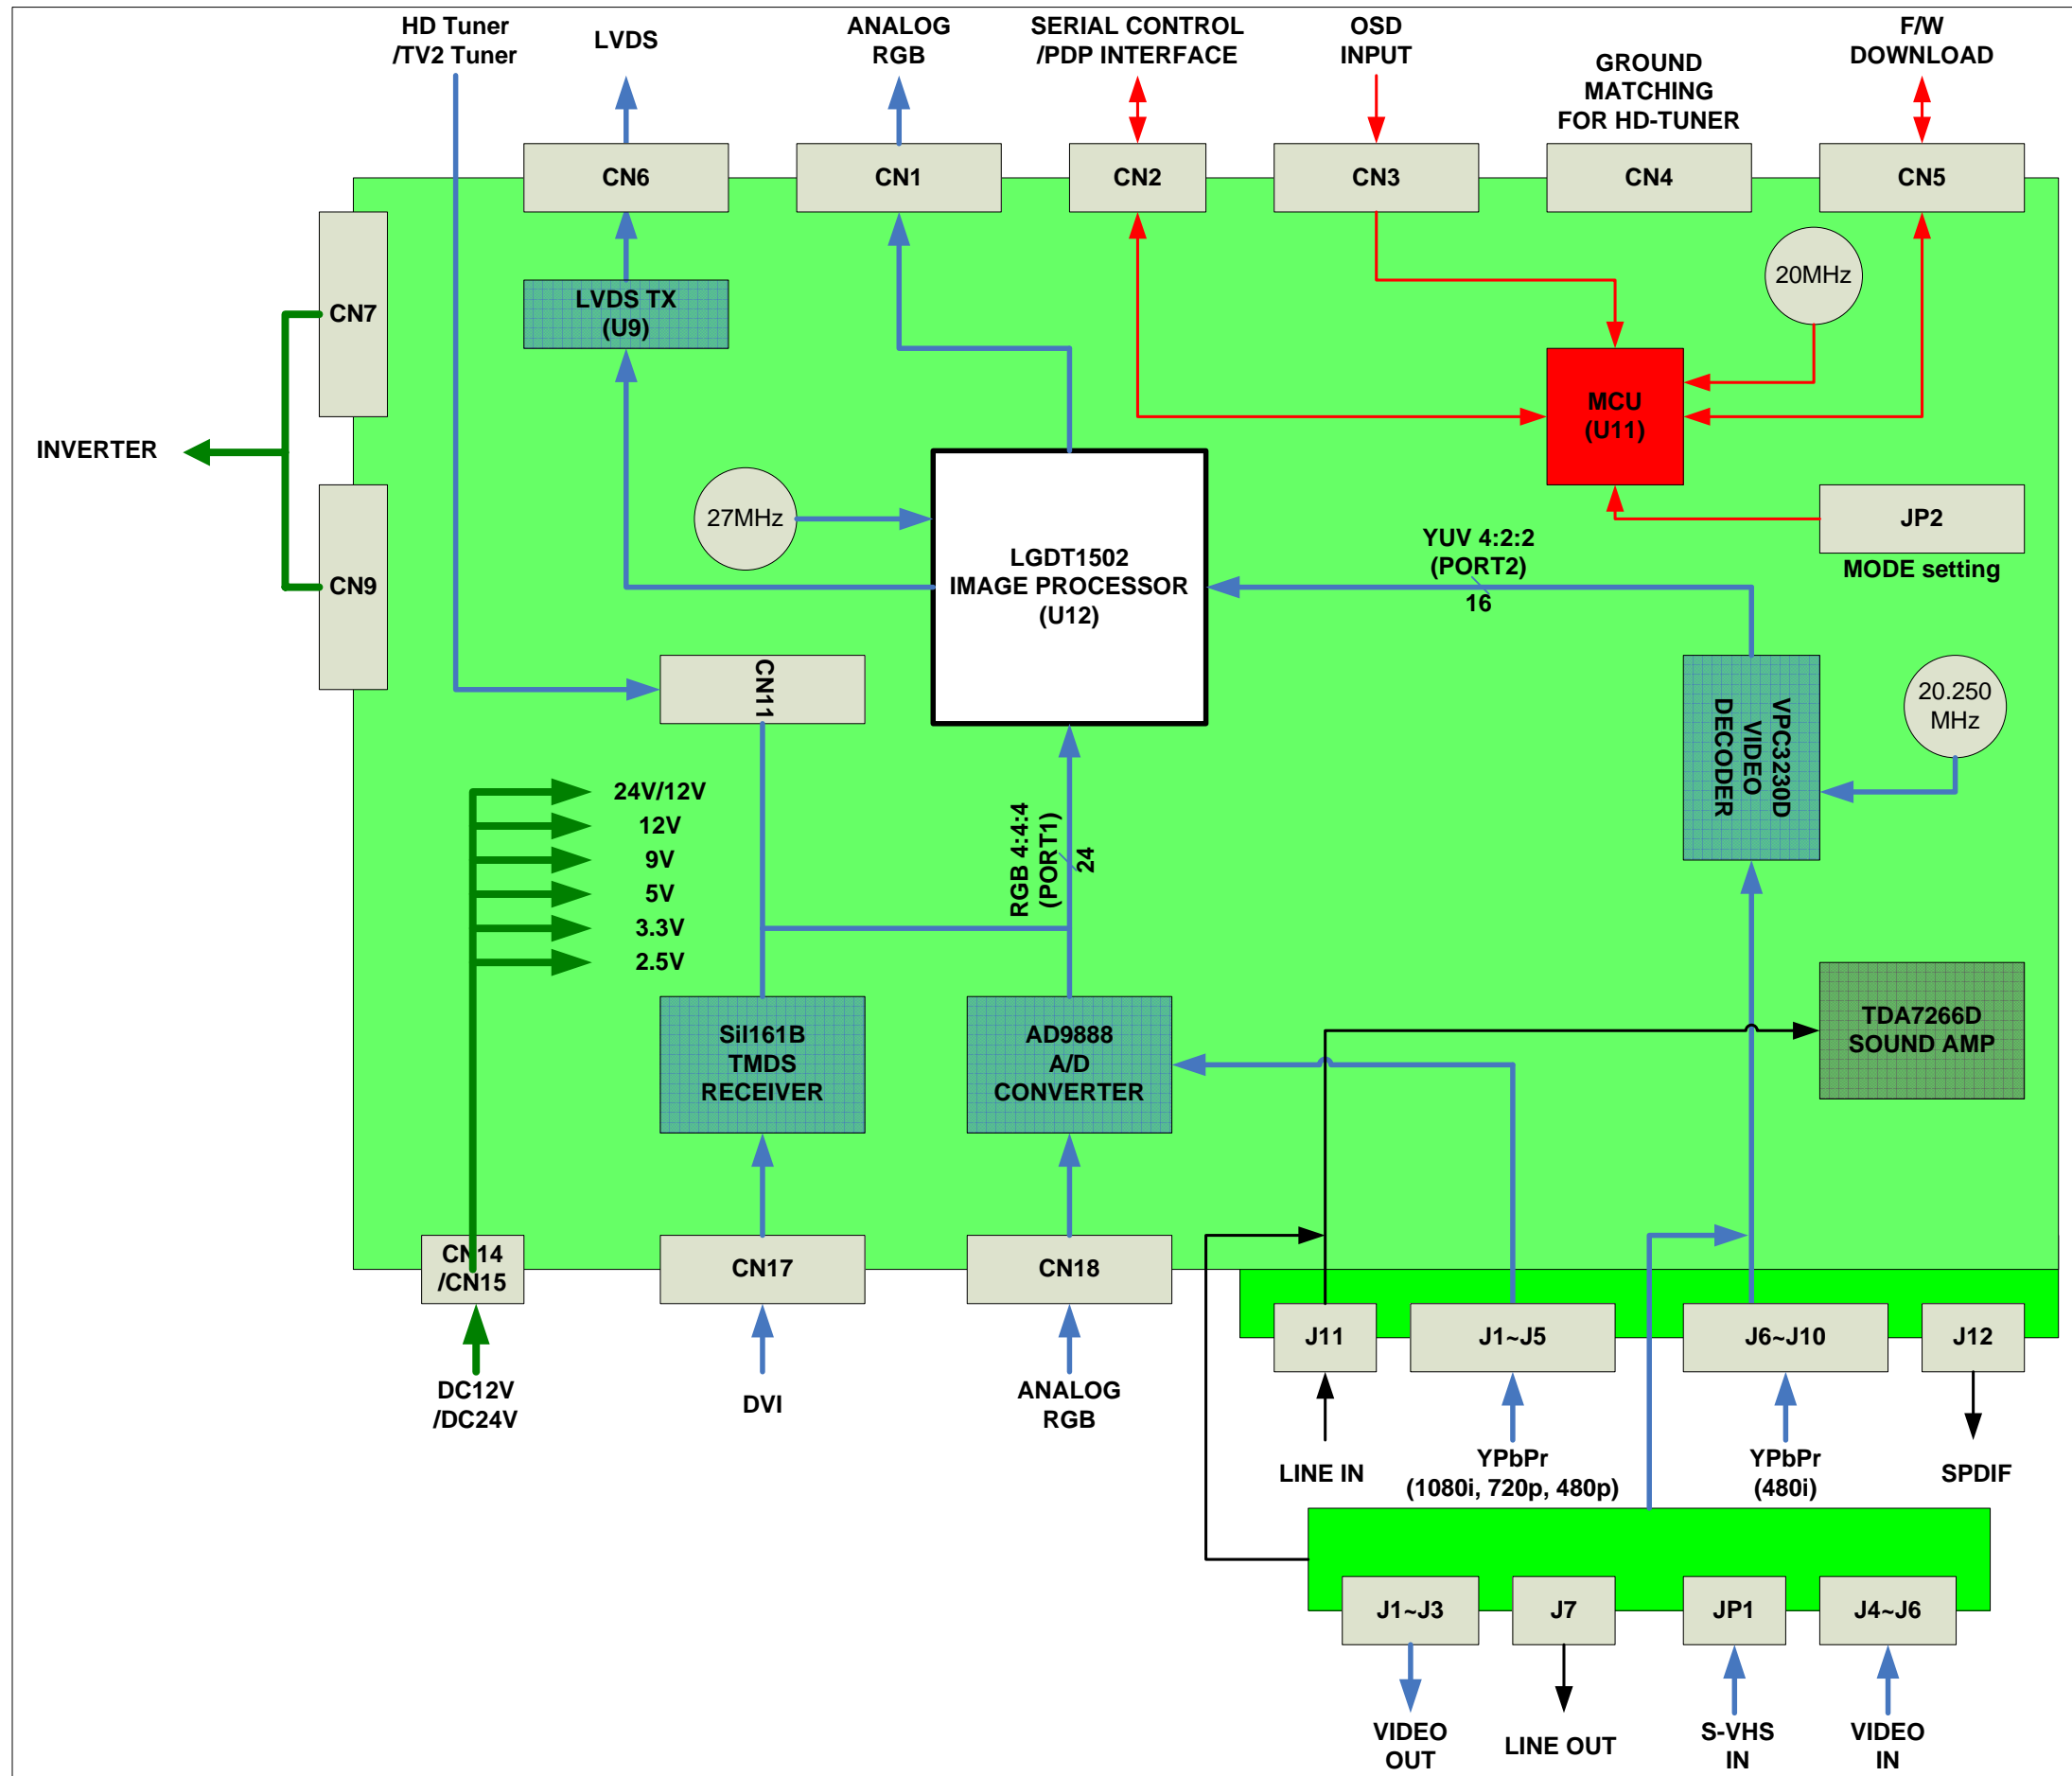 HD Tuner
/TV2 Tuner
LVDS
ANALOG
RGB
SERIAL CONTROL
/PDP INTERFACE
OSD
INPUT
GROUND
MATCHING
FOR HD-TUNER
F/W
DOWNLOAD
CN6
CN1
CN2
CN3
CN4
CN5
CN7
LVDS TX
(U9)
20MHz
MCU
(U11)
INVERTER
CN9
27MHz
LGDT1502
IMAGE PROCESSOR
(U12)
YUV 4:2:2
(PORT2)
16
JP2
MODE setting
CN11
VPC3230D
VIDEO
DECODER
20.250
MHz
24V/12V
12V
9V
5V
3.3V
2.5V
RGB 4:4:4
(PORT1)
24
SiI161B
TMDS
RECEIVER
AD9888
A/D
CONVERTER
TDA7266D
SOUND AMP
CN14
/CN15
CN17
CN18
J11
J1~J5
J6~J10
J12
DC12V
/DC24V
DVI
ANALOG
RGB
LINE IN
YPbPr
(1080i, 720p, 480p)
YPbPr
(480i)
SPDIF
J1~J3
J7
JP1
J4~J6
VIDEO
OUT
LINE OUT
S-VHS
IN
VIDEO
IN